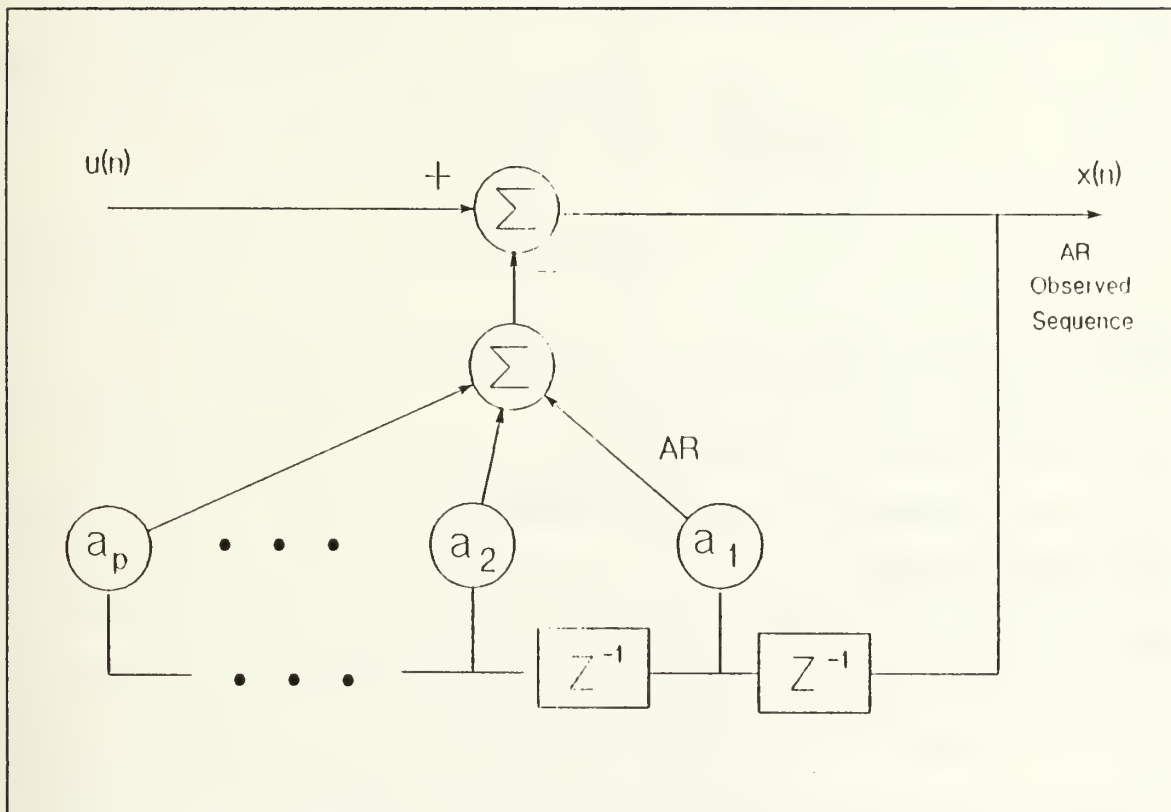 u(n)
+
Σ
x(n)
AR
Observed
Sequence
−
Σ
AR
a_p
• • •
a_2
a_1
• • •
Z^-1
Z^-1